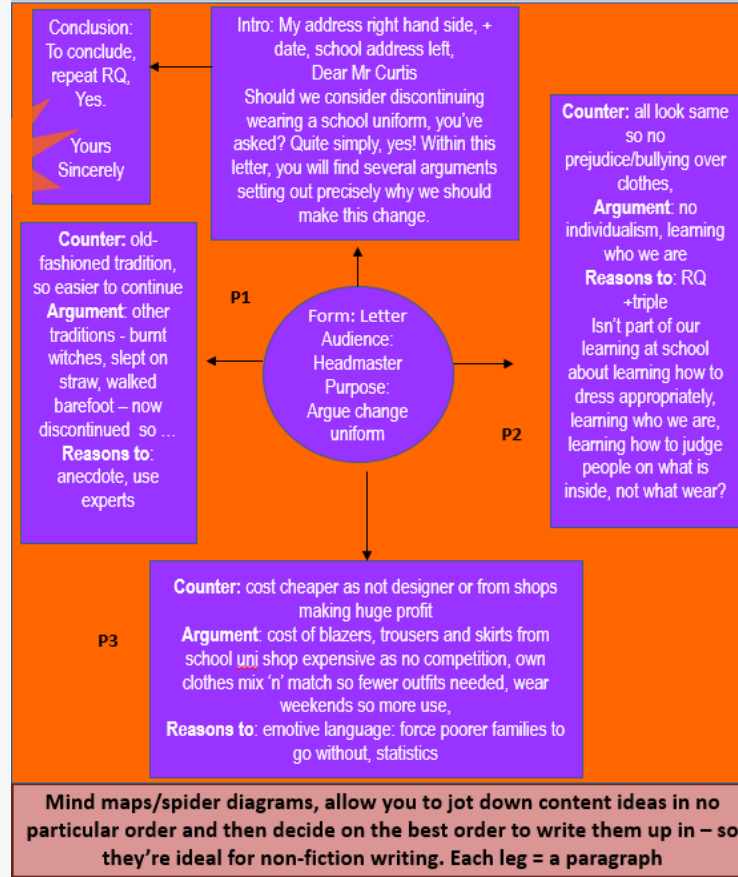 Conclusion:
To conclude,
repeat RQ,
Yes.
Yours
Sincerely
Intro: My address right hand side, +
date, school address left,
Dear Mr Curtis
Should we consider discontinuing
wearing a school uniform, you've
asked? Quite simply, yes! Within this
letter, you will find several arguments
setting out precisely why we should
make this change.
Counter: old-
fashioned tradition,
so easier to continue
Argument: other
traditions - burnt
witches, slept on
straw, walked
barefoot – now
discontinued so ...
Reasons to:
anecdote, use
experts
P1
Form: Letter
Audience:
Headmaster
Purpose:
Argue change
uniform
P2
Counter: all look same
so no
prejudice/bullying over
clothes,
Argument: no
individualism, learning
who we are
Reasons to: RQ
+triple
Isn't part of our
learning at school
about learning how to
dress appropriately,
learning who we are,
learning how to judge
people on what is
inside, not what wear?
P3
Counter: cost cheaper as not designer or from shops
making huge profit
Argument: cost of blazers, trousers and skirts from
school uni shop expensive as no competition, own
clothes mix 'n' match so fewer outfits needed, wear
weekends so more use,
Reasons to: emotive language: force poorer families to
go without, statistics
Mind maps/spider diagrams, allow you to jot down content ideas in no
particular order and then decide on the best order to write them up in – so
they're ideal for non-fiction writing. Each leg = a paragraph